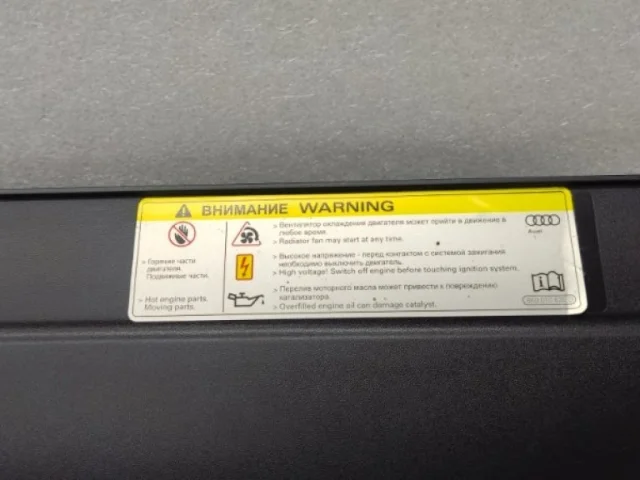 ВНИМАНИЕ WARNING
> Горячие части
двигателя.
Подвижные части.
> Hot engine parts.
Moving parts.
> Вентилятор охлаждения двигателя может прийти в движение в
любое время.
> Radiator fan may start at any time.
> Высокое напряжение - перед контактом с системой зажигания
необходимо выключить двигатель.
> High voltage! Switch off engine before touching ignition system.
> Перелив моторного масла может привести к повреждению
катализатора.
> Overfilled engine oil can damage catalyst.
Audi